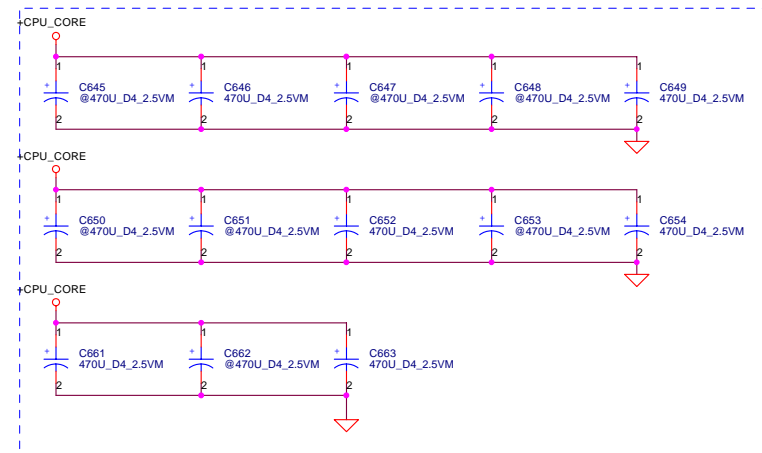 +CPU_CORE
1 1 1 1 1
+ C645 + C646 + C647 + C648 + C649
@470U_D4_2.5VM 470U_D4_2.5VM @470U_D4_2.5VM @470U_D4_2.5VM 470U_D4_2.5VM
2 2 2 2 2
+CPU_CORE
1 1 1 1 1
+ C650 + C651 + C652 + C653 + C654
@470U_D4_2.5VM @470U_D4_2.5VM 470U_D4_2.5VM @470U_D4_2.5VM 470U_D4_2.5VM
2 2 2 2 2
+CPU_CORE
1 1 1
+ C661 + C662 + C663
470U_D4_2.5VM @470U_D4_2.5VM 470U_D4_2.5VM
2 2 2